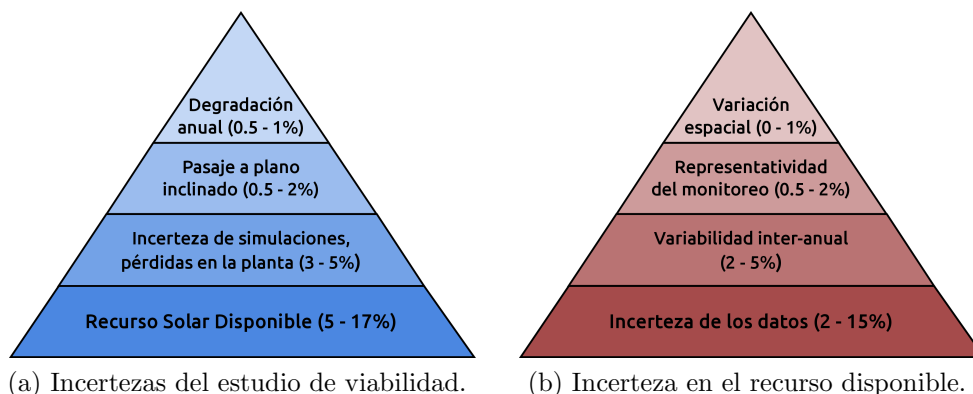 Degradación
anual (0.5 - 1%)
Pasaje a plano
inclinado (0.5 - 2%)
Incerteza de simulaciones,
pérdidas en la planta (3 - 5%)
Recurso Solar Disponible (5 - 17%)
(a) Incertezas del estudio de viabilidad.
Variación
espacial (0 - 1%)
Representatividad
del monitoreo (0.5 - 2%)
Variabilidad inter-anual
(2 - 5%)
Incerteza de los datos (2 - 15%)
(b) Incerteza en el recurso disponible.